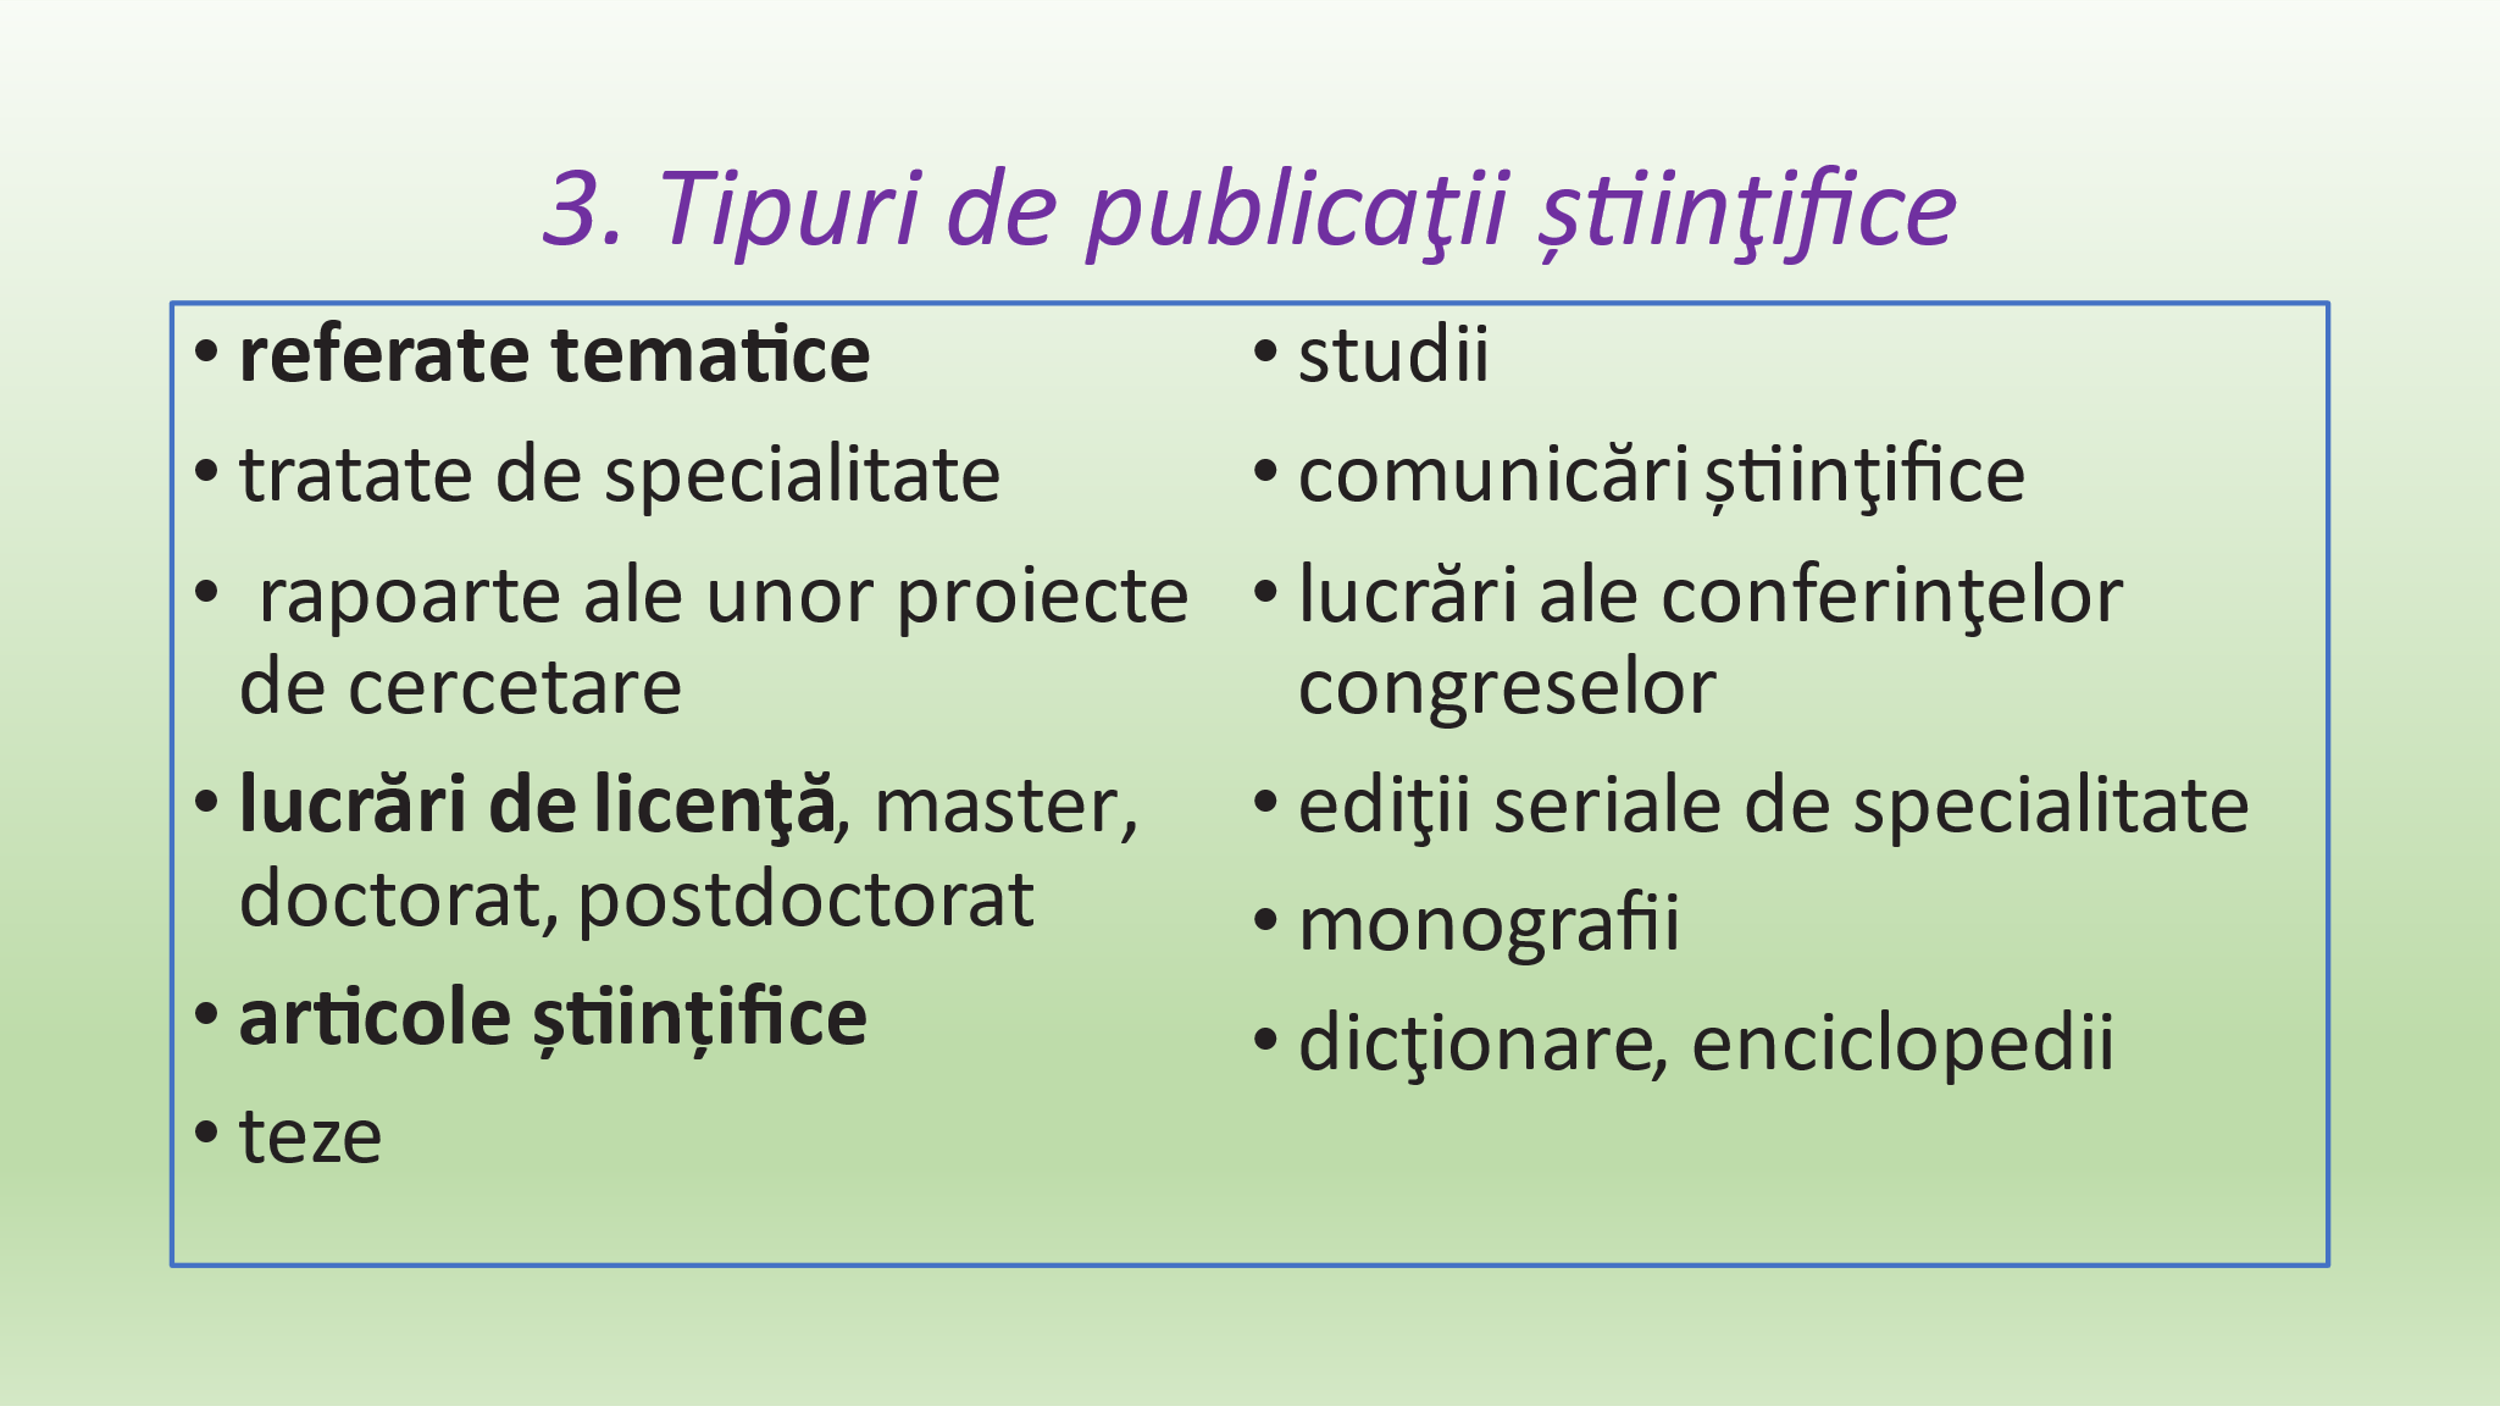 3. Tipuri de publicaţii științifice
• referate tematice
• tratate de specialitate
• rapoarte ale unor proiecte
de cercetare
• lucrări de licenţă, master,
doctorat, postdoctorat
• articole științifice
• teze
• studii
• comunicări ştiinţifice
• lucrări ale conferinţelor
congreselor
• ediţii seriale de specialitate
• monografii
• dicţionare, enciclopedii